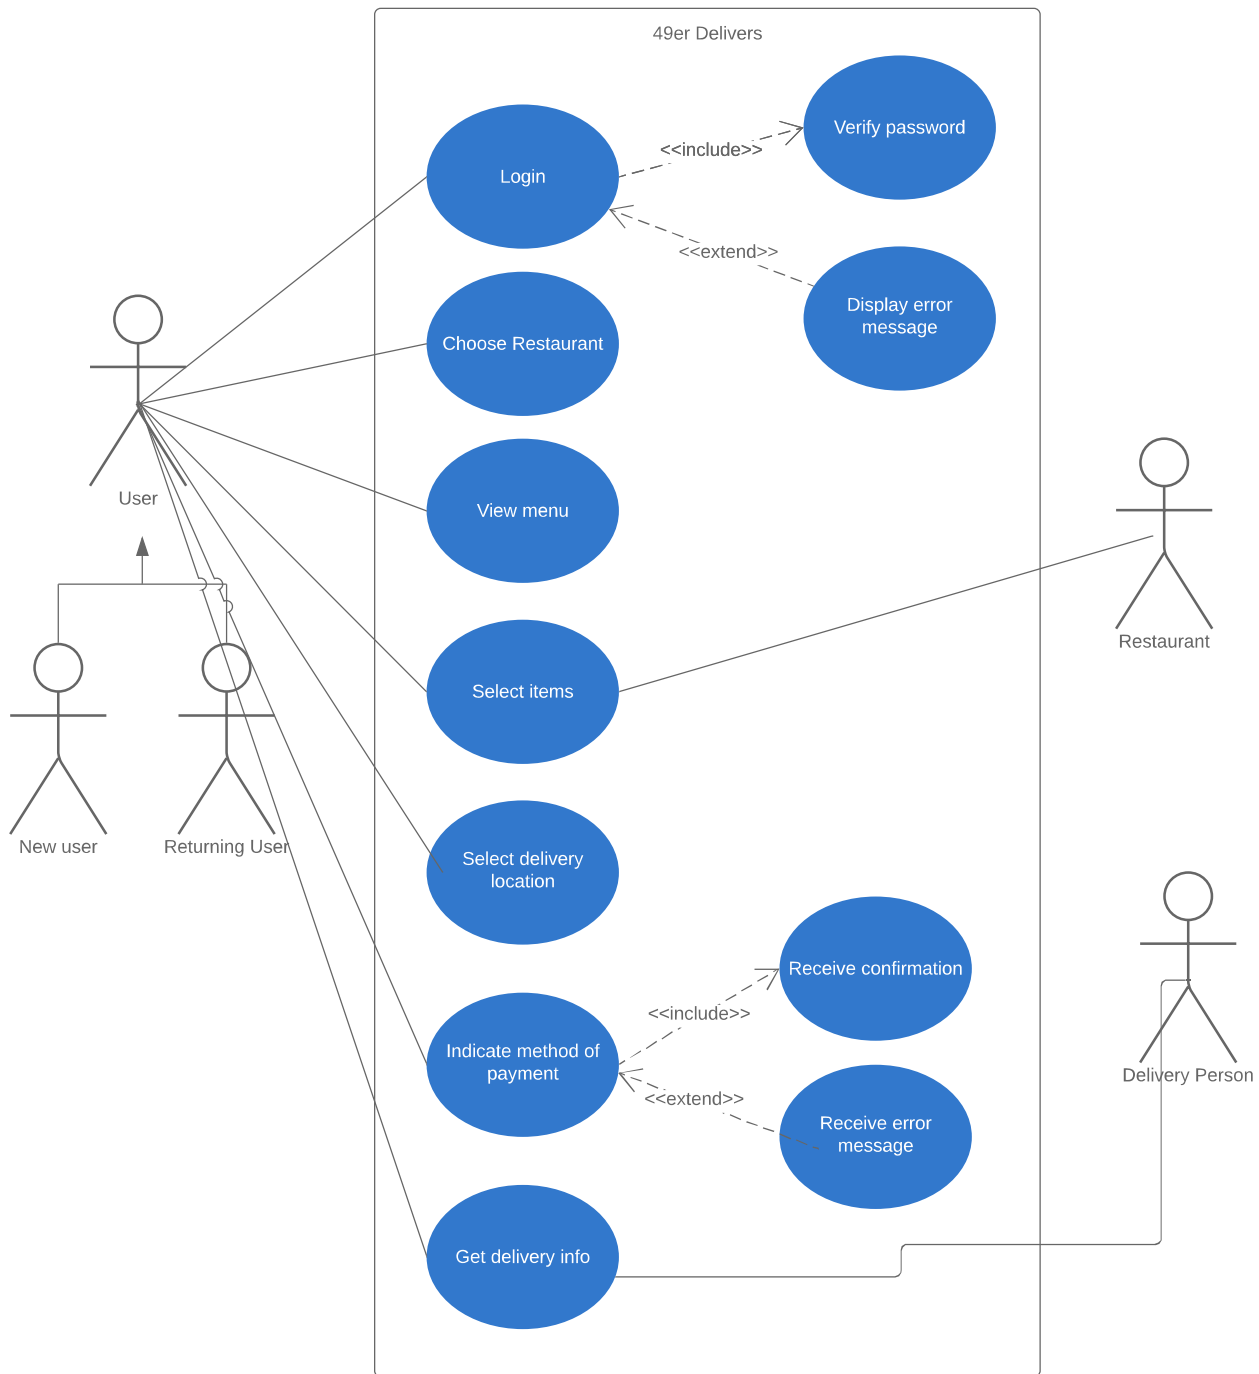 49er Delivers
Verify password
<<include>>
Login
<<extend>>
Display error
message
Choose Restaurant
User
View menu
Restaurant
Select items
New user
Returning User
Select delivery
location
Receive confirmation
<<include>>
Indicate method of
payment
Delivery Person
<<extend>>
Receive error
message
Get delivery info